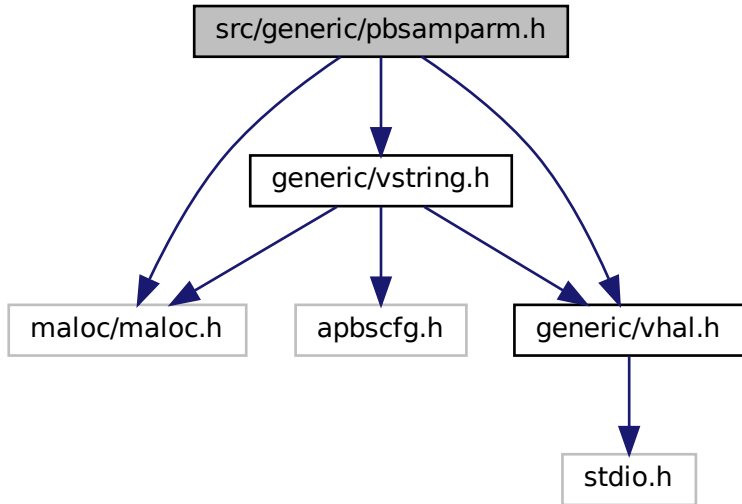 src/generic/pbsamparm.h
generic/vstring.h
maloc/maloc.h
apbscfg.h
generic/vhal.h
stdio.h